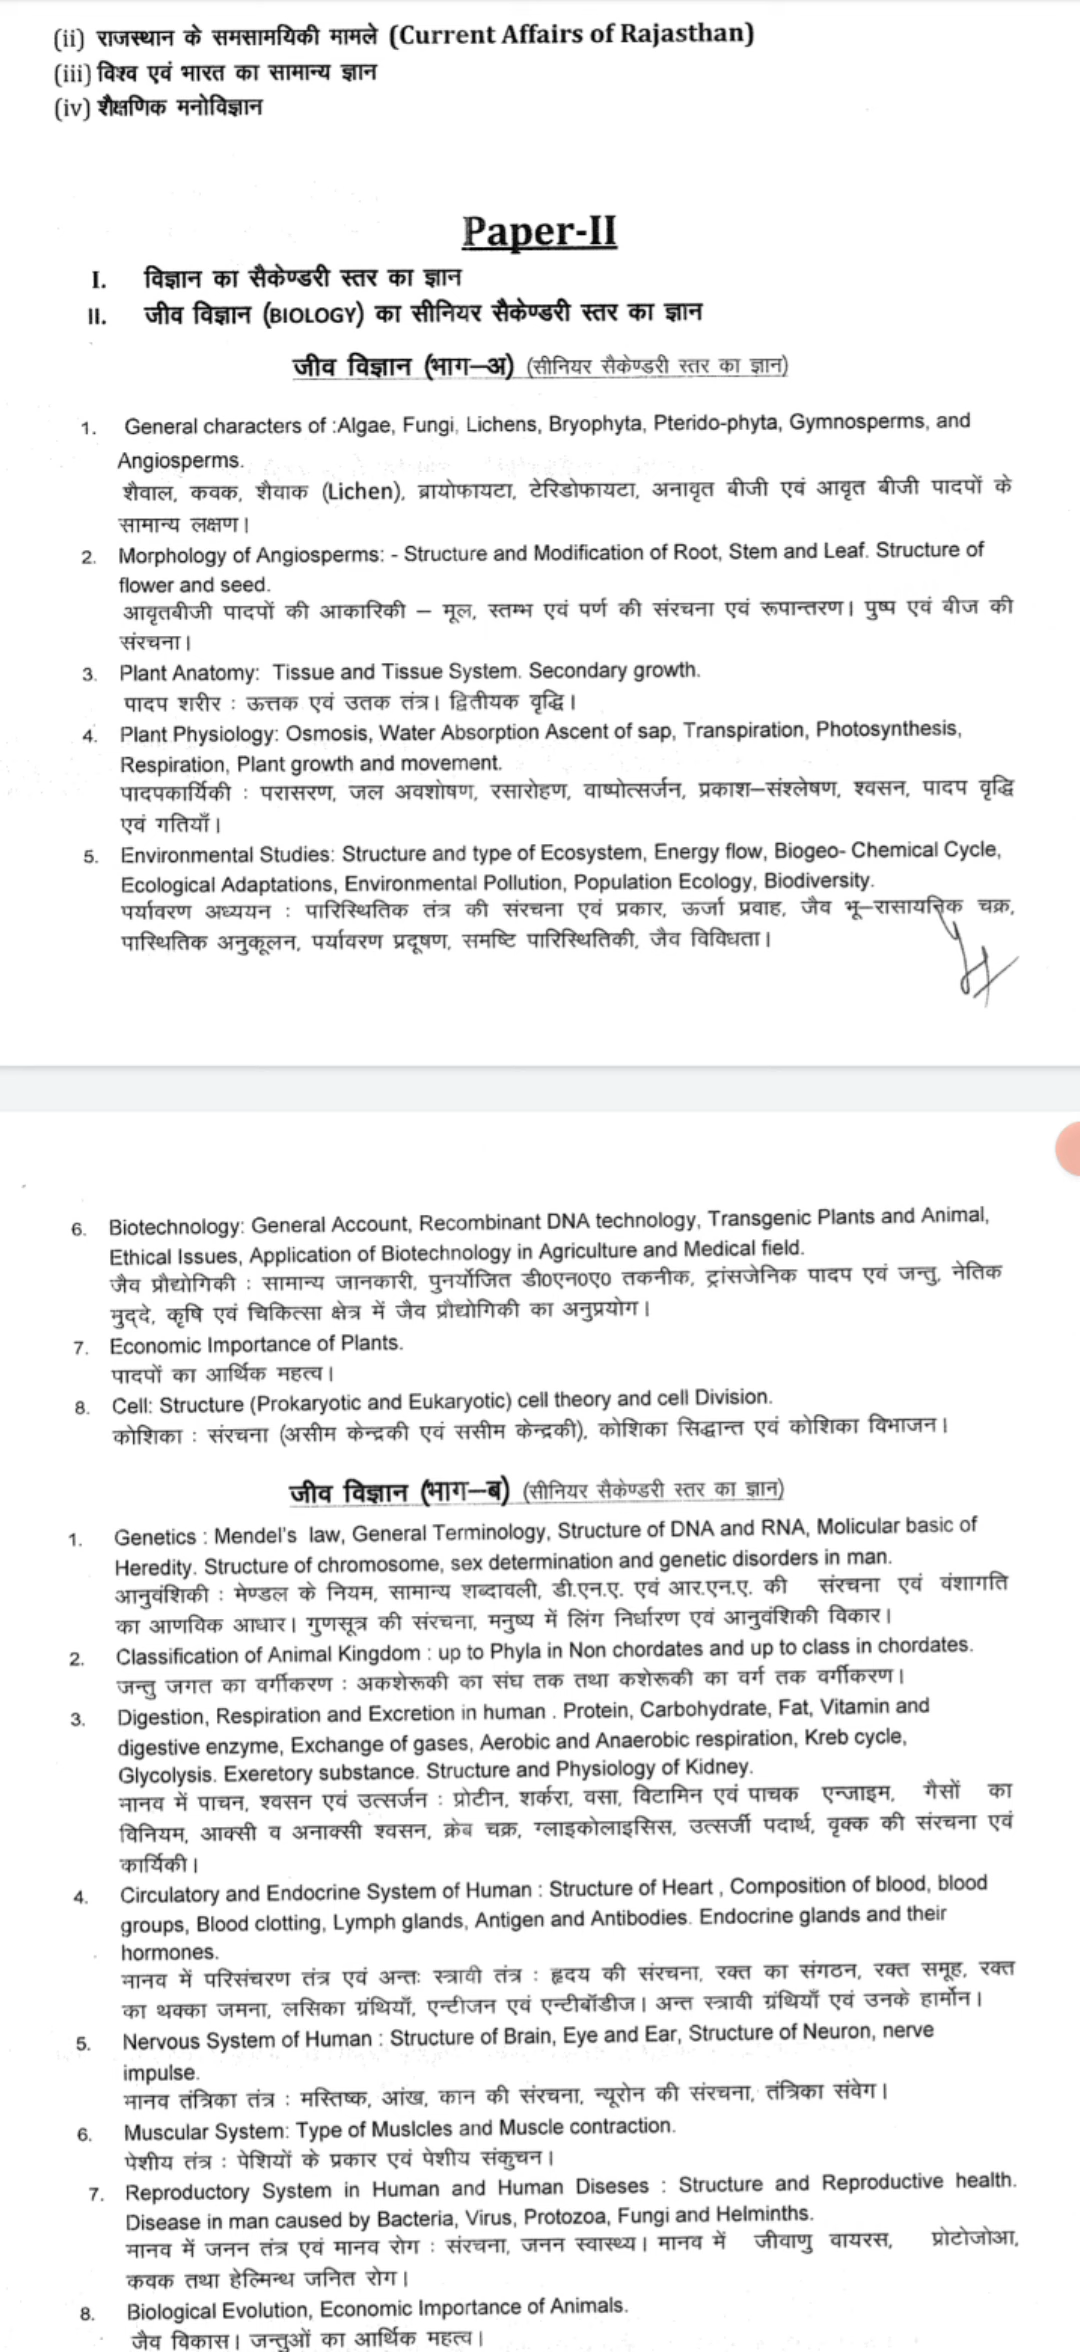 (ii) राजस्थान के समसामयिकी मामले (Current Affairs of Rajasthan)
(iii) विश्व एवं भारत का सामान्य ज्ञान
(iv) शैक्षणिक मनोविज्ञान
Paper-II
I. विज्ञान का सैकेण्डरी स्तर का ज्ञान
II. जीव विज्ञान (BIOLOGY) का सीनियर सैकेण्डरी स्तर का ज्ञान
जीव विज्ञान (भाग–अ) (सीनियर सैकेण्डरी स्तर का ज्ञान)
1. General characters of :Algae, Fungi, Lichens, Bryophyta, Pterido-phyta, Gymnosperms, and
Angiosperms.
शैवाल, कवक, शैवाक (Lichen), ब्रायोफायटा, टेरिडोफायटा, अनावृत बीजी एवं आवृत बीजी पादपों के
सामान्य लक्षण।
2. Morphology of Angiosperms: - Structure and Modification of Root, Stem and Leaf. Structure of
flower and seed.
आवृतबीजी पादपों की आकारिकी – मूल, स्तम्भ एवं पर्ण की संरचना एवं रूपान्तरण। पुष्प एवं बीज की
संरचना।
3. Plant Anatomy: Tissue and Tissue System. Secondary growth.
पादप शरीर : ऊत्तक एवं उतक तंत्र। द्वितीयक वृद्धि।
4. Plant Physiology: Osmosis, Water Absorption Ascent of sap, Transpiration, Photosynthesis,
Respiration, Plant growth and movement.
पादपकार्यिकी : परासरण, जल अवशोषण, रसारोहण, वाष्पोत्सर्जन, प्रकाश–संश्लेषण, श्वसन, पादप वृद्धि
एवं गतियाँ।
5. Environmental Studies: Structure and type of Ecosystem, Energy flow, Biogeo- Chemical Cycle,
Ecological Adaptations, Environmental Pollution, Population Ecology, Biodiversity.
पर्यावरण अध्ययन : पारिस्थितिक तंत्र की संरचना एवं प्रकार, ऊर्जा प्रवाह, जैव भू–रासायनिक चक्र,
पास्थितिक अनुकूलन, पर्यावरण प्रदूषण, समष्टि पारिस्थितिकी, जैव विविधता।
6. Biotechnology: General Account, Recombinant DNA technology, Transgenic Plants and Animal,
Ethical Issues, Application of Biotechnology in Agriculture and Medical field.
जैव प्रौद्योगिकी : सामान्य जानकारी, पुनर्योजित डी०एन०ए० तकनीक, ट्रांसजेनिक पादप एवं जन्तु, नेतिक
मुद्दे, कृषि एवं चिकित्सा क्षेत्र में जैव प्रौद्योगिकी का अनुप्रयोग।
7. Economic Importance of Plants.
पादपों का आर्थिक महत्व।
8. Cell: Structure (Prokaryotic and Eukaryotic) cell theory and cell Division.
कोशिका : संरचना (असीम केन्द्रकी एवं ससीम केन्द्रकी), कोशिका सिद्धान्त एवं कोशिका विभाजन।
जीव विज्ञान (भाग–ब) (सीनियर सैकेण्डरी स्तर का ज्ञान)
1. Genetics : Mendel's law, General Terminology, Structure of DNA and RNA, Molicular basic of
Heredity. Structure of chromosome, sex determination and genetic disorders in man.
आनुवंशिकी : मेण्डल के नियम, सामान्य शब्दावली, डी.एन.ए. एवं आर.एन.ए. की संरचना एवं वंशागति
का आणविक आधार। गुणसूत्र की संरचना, मनुष्य में लिंग निर्धारण एवं आनुवंशिकी विकार।
2. Classification of Animal Kingdom : up to Phyla in Non chordates and up to class in chordates.
जन्तु जगत का वर्गीकरण : अकशेरूकी का संघ तक तथा कशेरूकी का वर्ग तक वर्गीकरण।
3. Digestion, Respiration and Excretion in human . Protein, Carbohydrate, Fat, Vitamin and
digestive enzyme, Exchange of gases, Aerobic and Anaerobic respiration, Kreb cycle,
Glycolysis. Exeretory substance. Structure and Physiology of Kidney.
मानव में पाचन, श्वसन एवं उत्सर्जन : प्रोटीन, शर्करा, वसा, विटामिन एवं पाचक एन्जाइम, गैसों का
विनियम, आक्सी व अनाक्सी श्वसन, क्रेब चक्र, ग्लाइकोलाइसिस, उत्सर्जी पदार्थ, वृक्क की संरचना एवं
कार्यिकी।
4. Circulatory and Endocrine System of Human : Structure of Heart , Composition of blood, blood
groups, Blood clotting, Lymph glands, Antigen and Antibodies. Endocrine glands and their
hormones.
मानव में परिसंचरण तंत्र एवं अन्तः स्त्रावी तंत्र : हृदय की संरचना, रक्त का संगठन, रक्त समूह, रक्त
का थक्का जमना, लसिका ग्रंथियाँ, एन्टीजन एवं एन्टीबॉडीज। अन्त स्त्रावी ग्रंथियाँ एवं उनके हार्मोन।
5. Nervous System of Human : Structure of Brain, Eye and Ear, Structure of Neuron, nerve
impulse.
मानव तंत्रिका तंत्र : मस्तिष्क, आंख, कान की संरचना, न्यूरोन की संरचना, तंत्रिका संवेग।
6. Muscular System: Type of Muslcles and Muscle contraction.
पेशीय तंत्र : पेशियों के प्रकार एवं पेशीय संकुचन।
7. Reproductory System in Human and Human Diseses : Structure and Reproductive health.
Disease in man caused by Bacteria, Virus, Protozoa, Fungi and Helminths.
मानव में जनन तंत्र एवं मानव रोग : संरचना, जनन स्वास्थ्य। मानव में जीवाणु वायरस, प्रोटोजोआ,
कवक तथा हेल्मिन्थ जनित रोग।
8. Biological Evolution, Economic Importance of Animals.
जैव विकास। जन्तुओं का आर्थिक महत्व।